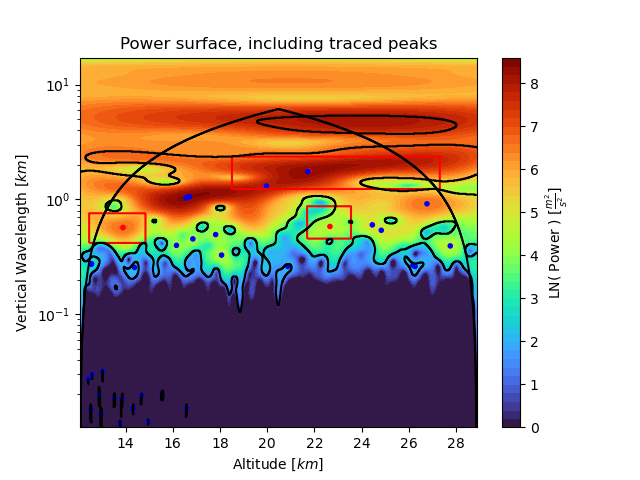 Power surface, including traced peaks
Vertical Wavelength [km]
10¹
10⁰
10⁻¹
14 16 18 20 22 24 26 28
Altitude [km]
8
7
6
5
4
3
2
1
0
LN( Power ) [m²/s²]